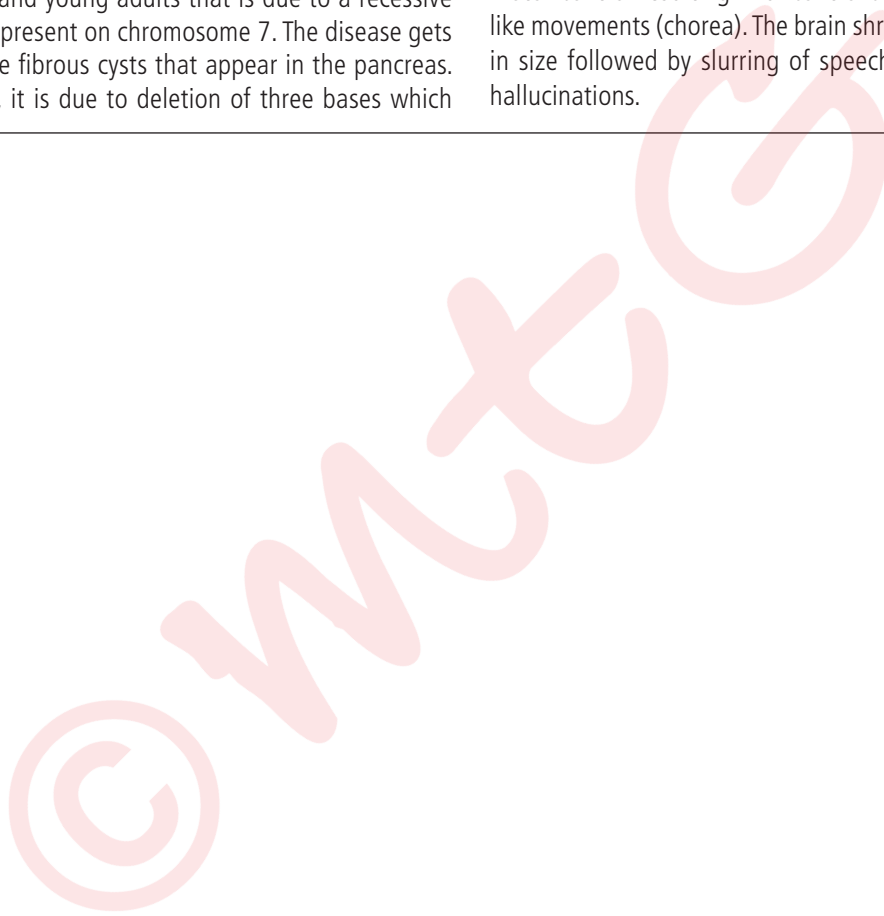 and young adults that is due to a recessive
present on chromosome 7. The disease gets
e fibrous cysts that appear in the pancreas.
it is due to deletion of three bases which
like movements (chorea). The brain shr
in size followed by slurring of speech
hallucinations.
© mtG